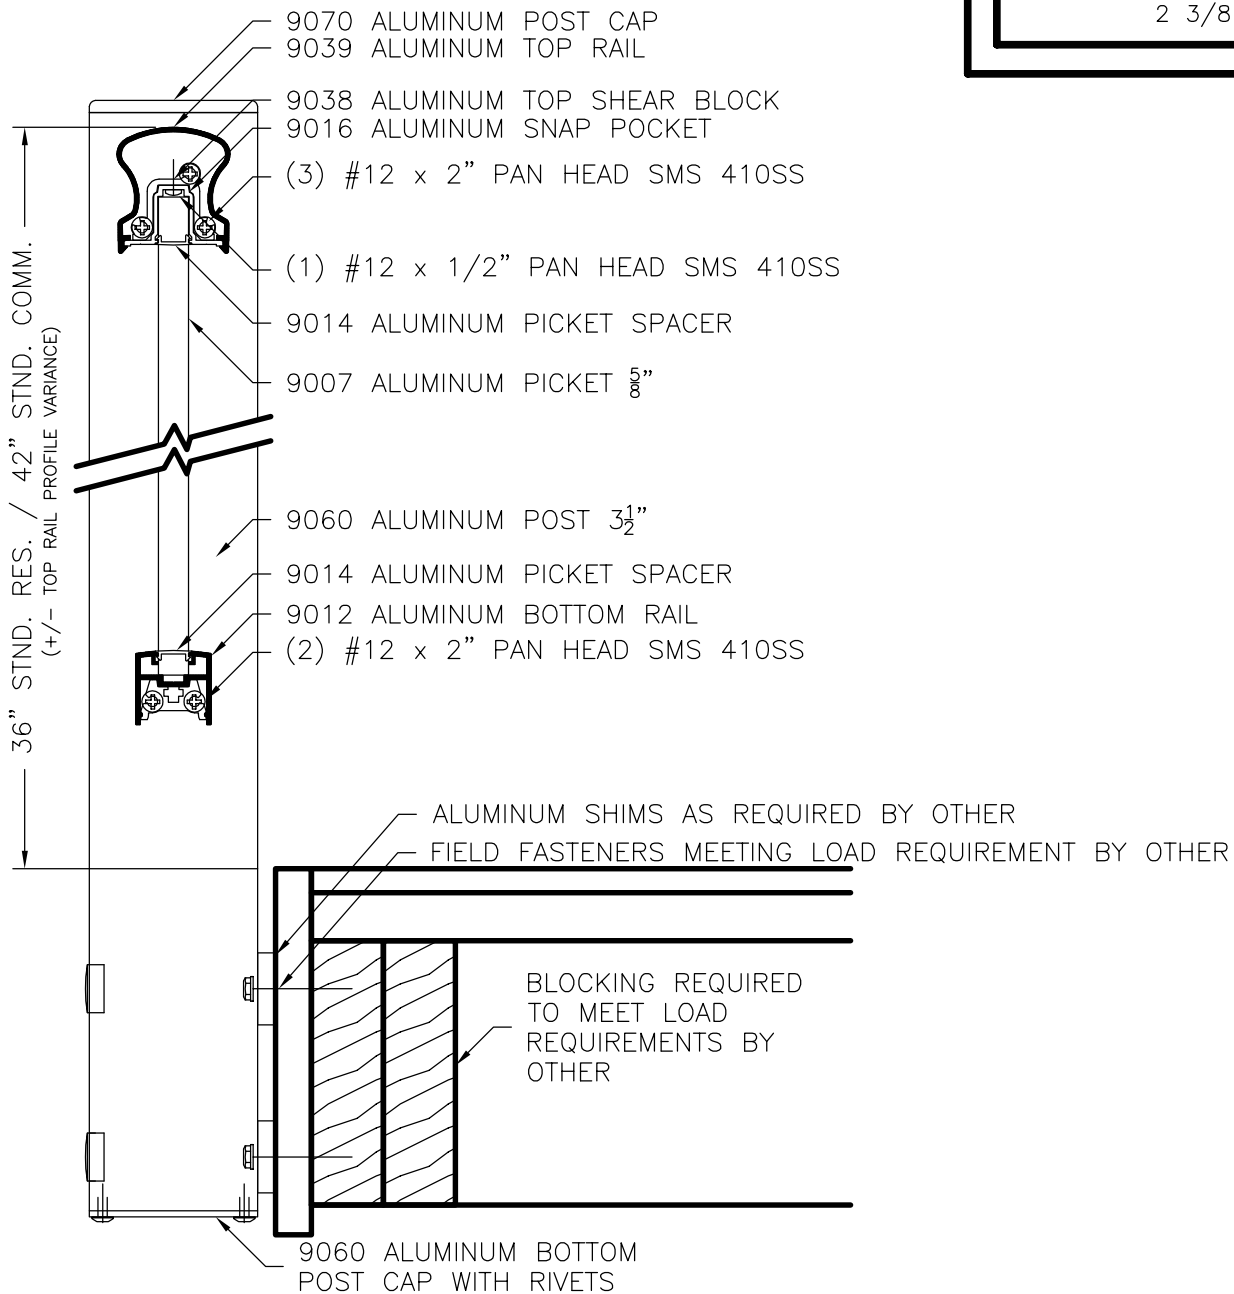 2 3/8
9070 ALUMINUM POST CAP
9039 ALUMINUM TOP RAIL
9038 ALUMINUM TOP SHEAR BLOCK
9016 ALUMINUM SNAP POCKET
(3) #12 x 2" PAN HEAD SMS 410SS
(1) #12 x 1/2" PAN HEAD SMS 410SS
9014 ALUMINUM PICKET SPACER
9007 ALUMINUM PICKET 5/8"
36" STND. RES. / 42" STND. COMM.
(+/- TOP RAIL PROFILE VARIANCE)
9060 ALUMINUM POST 3 1/2"
9014 ALUMINUM PICKET SPACER
9012 ALUMINUM BOTTOM RAIL
(2) #12 x 2" PAN HEAD SMS 410SS
ALUMINUM SHIMS AS REQUIRED BY OTHER
FIELD FASTENERS MEETING LOAD REQUIREMENT BY OTHER
BLOCKING REQUIRED
TO MEET LOAD
REQUIREMENTS BY
OTHER
9060 ALUMINUM BOTTOM
POST CAP WITH RIVETS